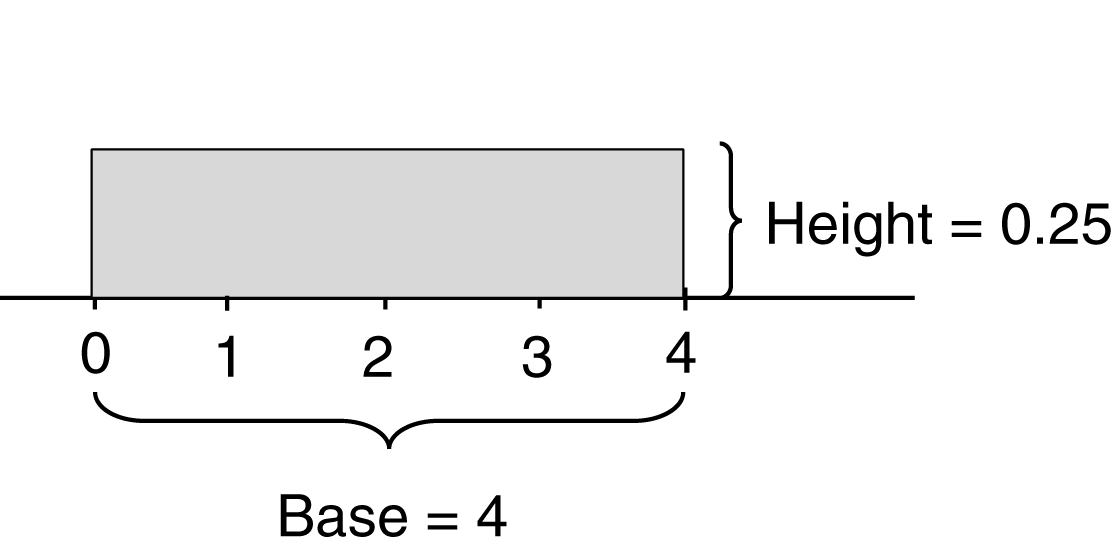 Height = 0.25
0 1 2 3 4
Base = 4